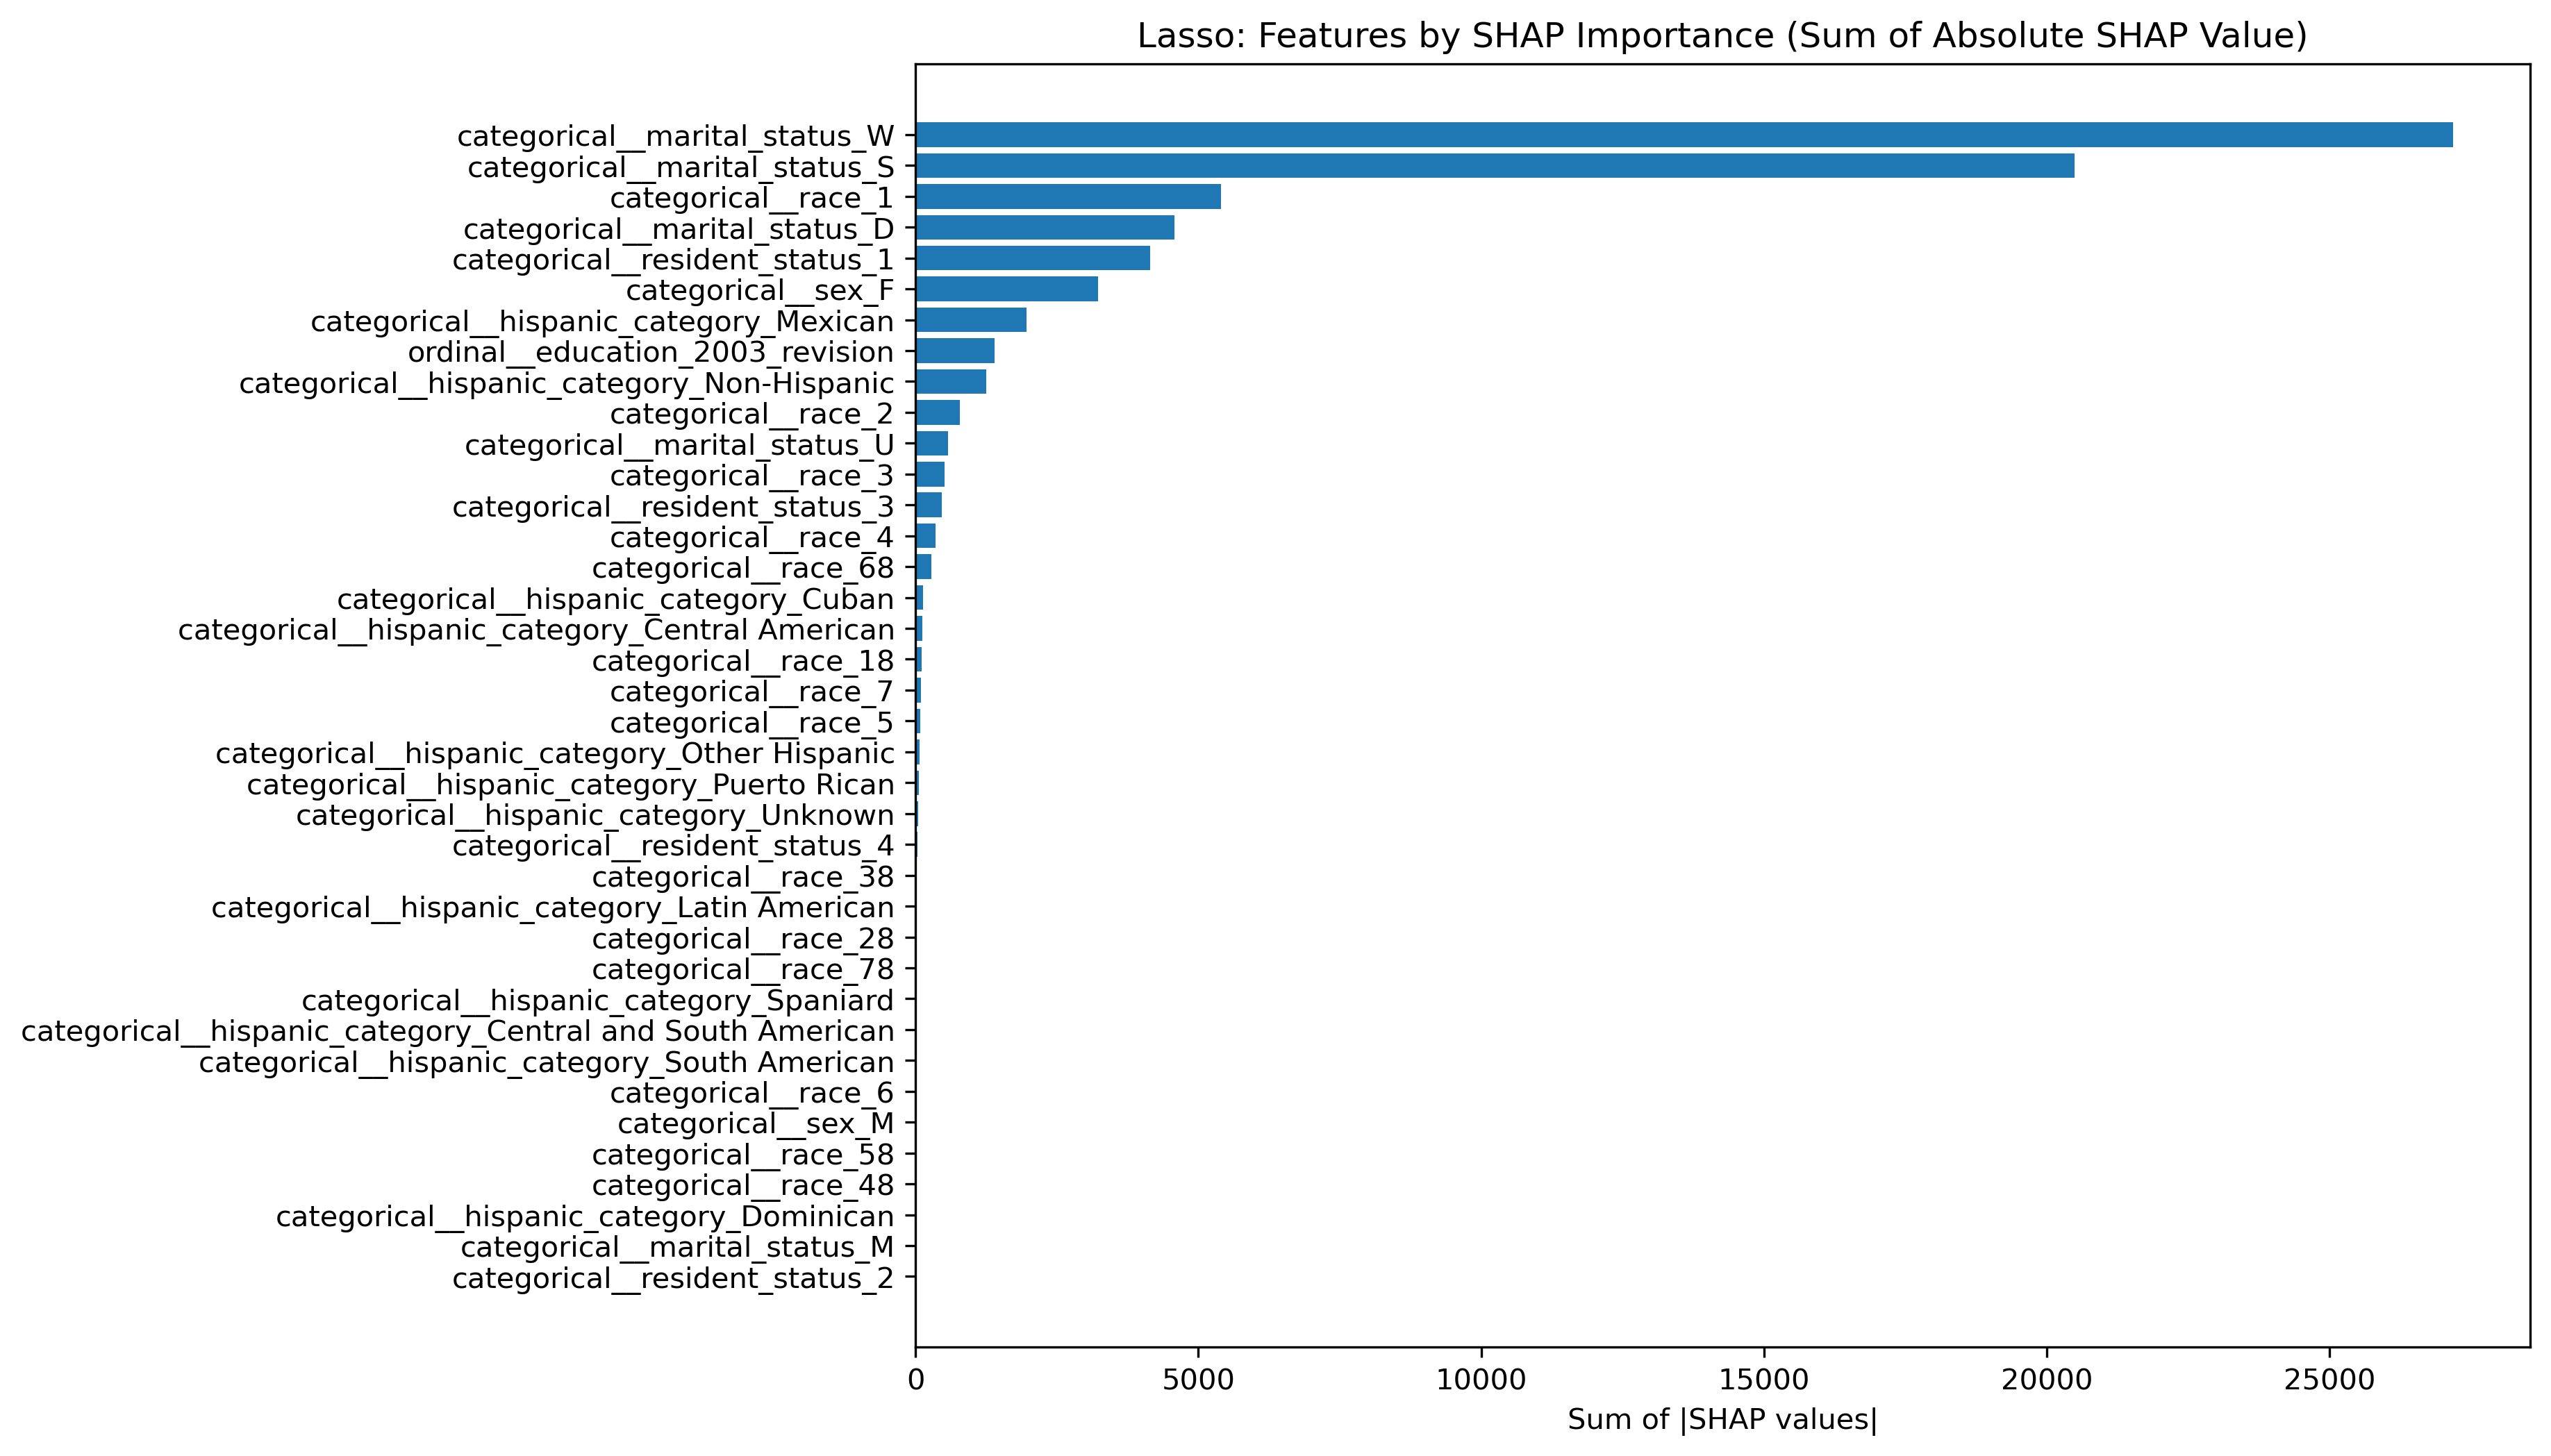 Lasso: Features by SHAP Importance (Sum of Absolute SHAP Value)
categorical__marital_status_W
categorical__marital_status_S
categorical__race_1
categorical__marital_status_D
categorical__resident_status_1
categorical__sex_F
categorical__hispanic_category_Mexican
ordinal__education_2003_revision
categorical__hispanic_category_Non-Hispanic
categorical__race_2
categorical__marital_status_U
categorical__race_3
categorical__resident_status_3
categorical__race_4
categorical__race_68
categorical__hispanic_category_Cuban
categorical__hispanic_category_Central American
categorical__race_18
categorical__race_7
categorical__race_5
categorical__hispanic_category_Other Hispanic
categorical__hispanic_category_Puerto Rican
categorical__hispanic_category_Unknown
categorical__resident_status_4
categorical__race_38
categorical__hispanic_category_Latin American
categorical__race_28
categorical__race_78
categorical__hispanic_category_Spaniard
categorical__hispanic_category_Central and South American
categorical__hispanic_category_South American
categorical__race_6
categorical__sex_M
categorical__race_58
categorical__race_48
categorical__hispanic_category_Dominican
categorical__marital_status_M
categorical__resident_status_2
0 5000 10000 15000 20000 25000
Sum of |SHAP values|